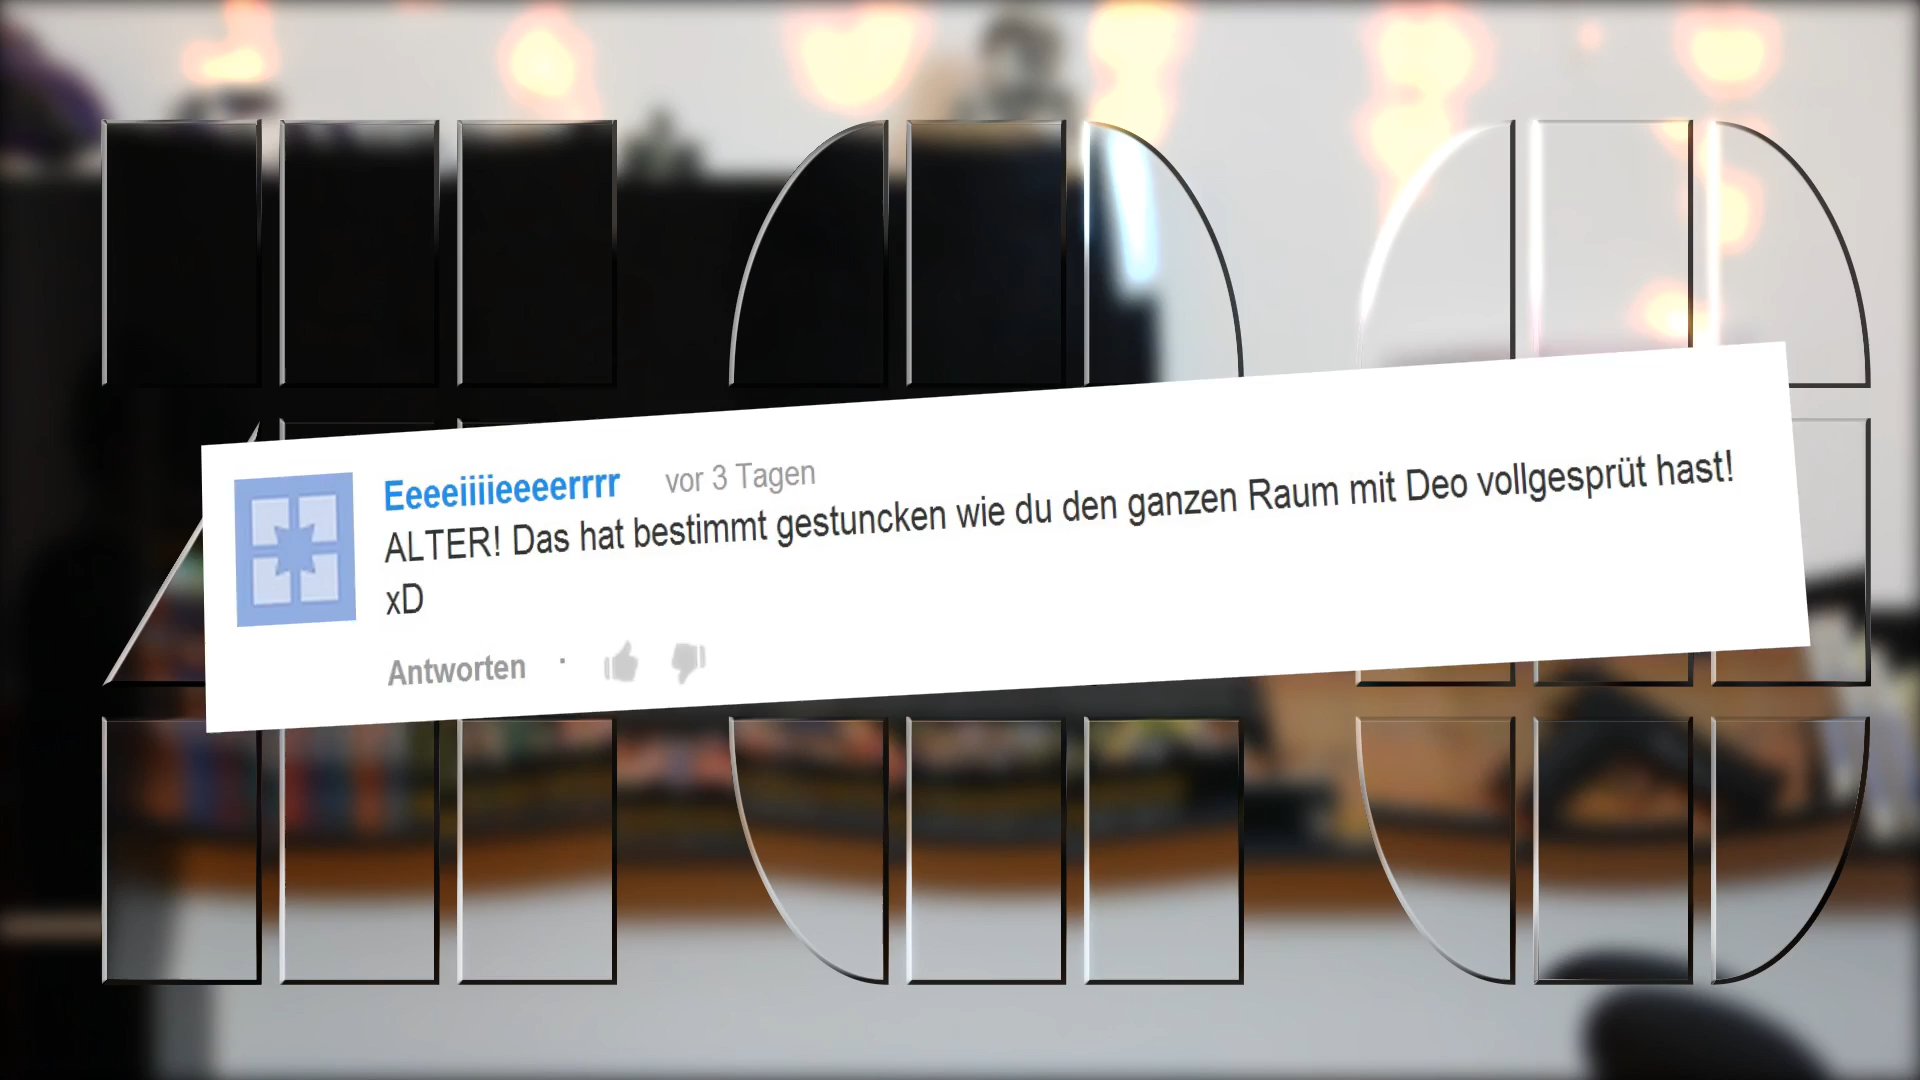 Eeeeiiiieeeerrrr vor 3 Tagen
ALTER! Das hat bestimmt gestuncken wie du den ganzen Raum mit Deo vollgesprüt hast!
xD
Antworten ·